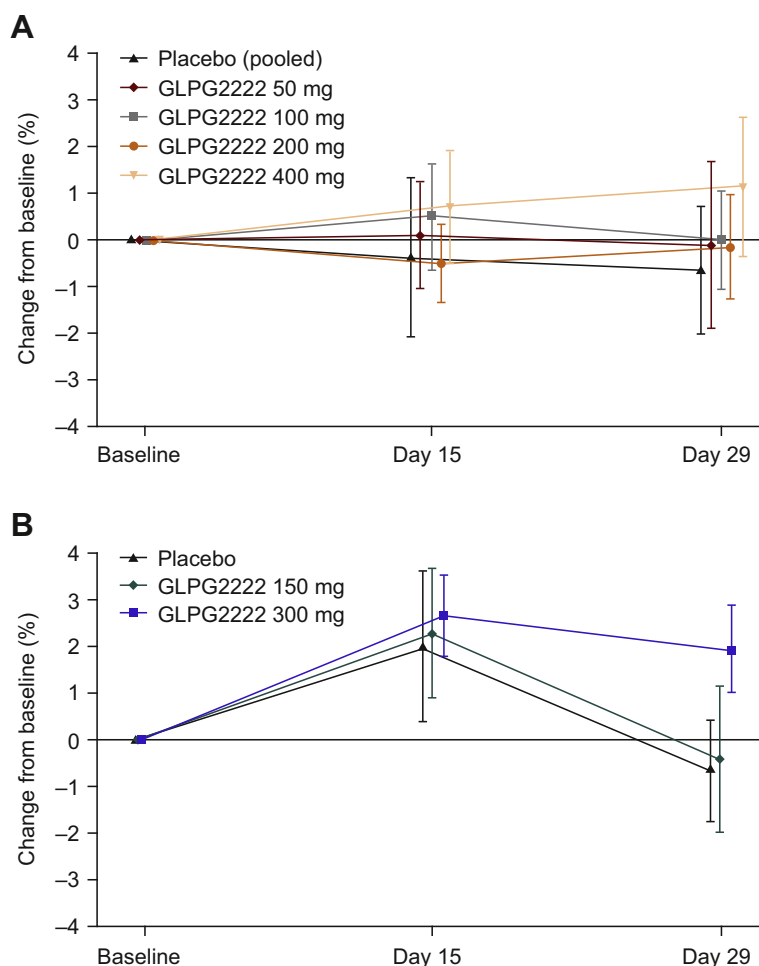 A
4
3
2
1
0
–1
–2
–3
–4
Change from baseline (%)
Placebo (pooled)
GLPG2222 50 mg
GLPG2222 100 mg
GLPG2222 200 mg
GLPG2222 400 mg
Baseline
Day 15
Day 29
B
4
3
2
1
0
–1
–2
–3
–4
Change from baseline (%)
Placebo
GLPG2222 150 mg
GLPG2222 300 mg
Baseline
Day 15
Day 29